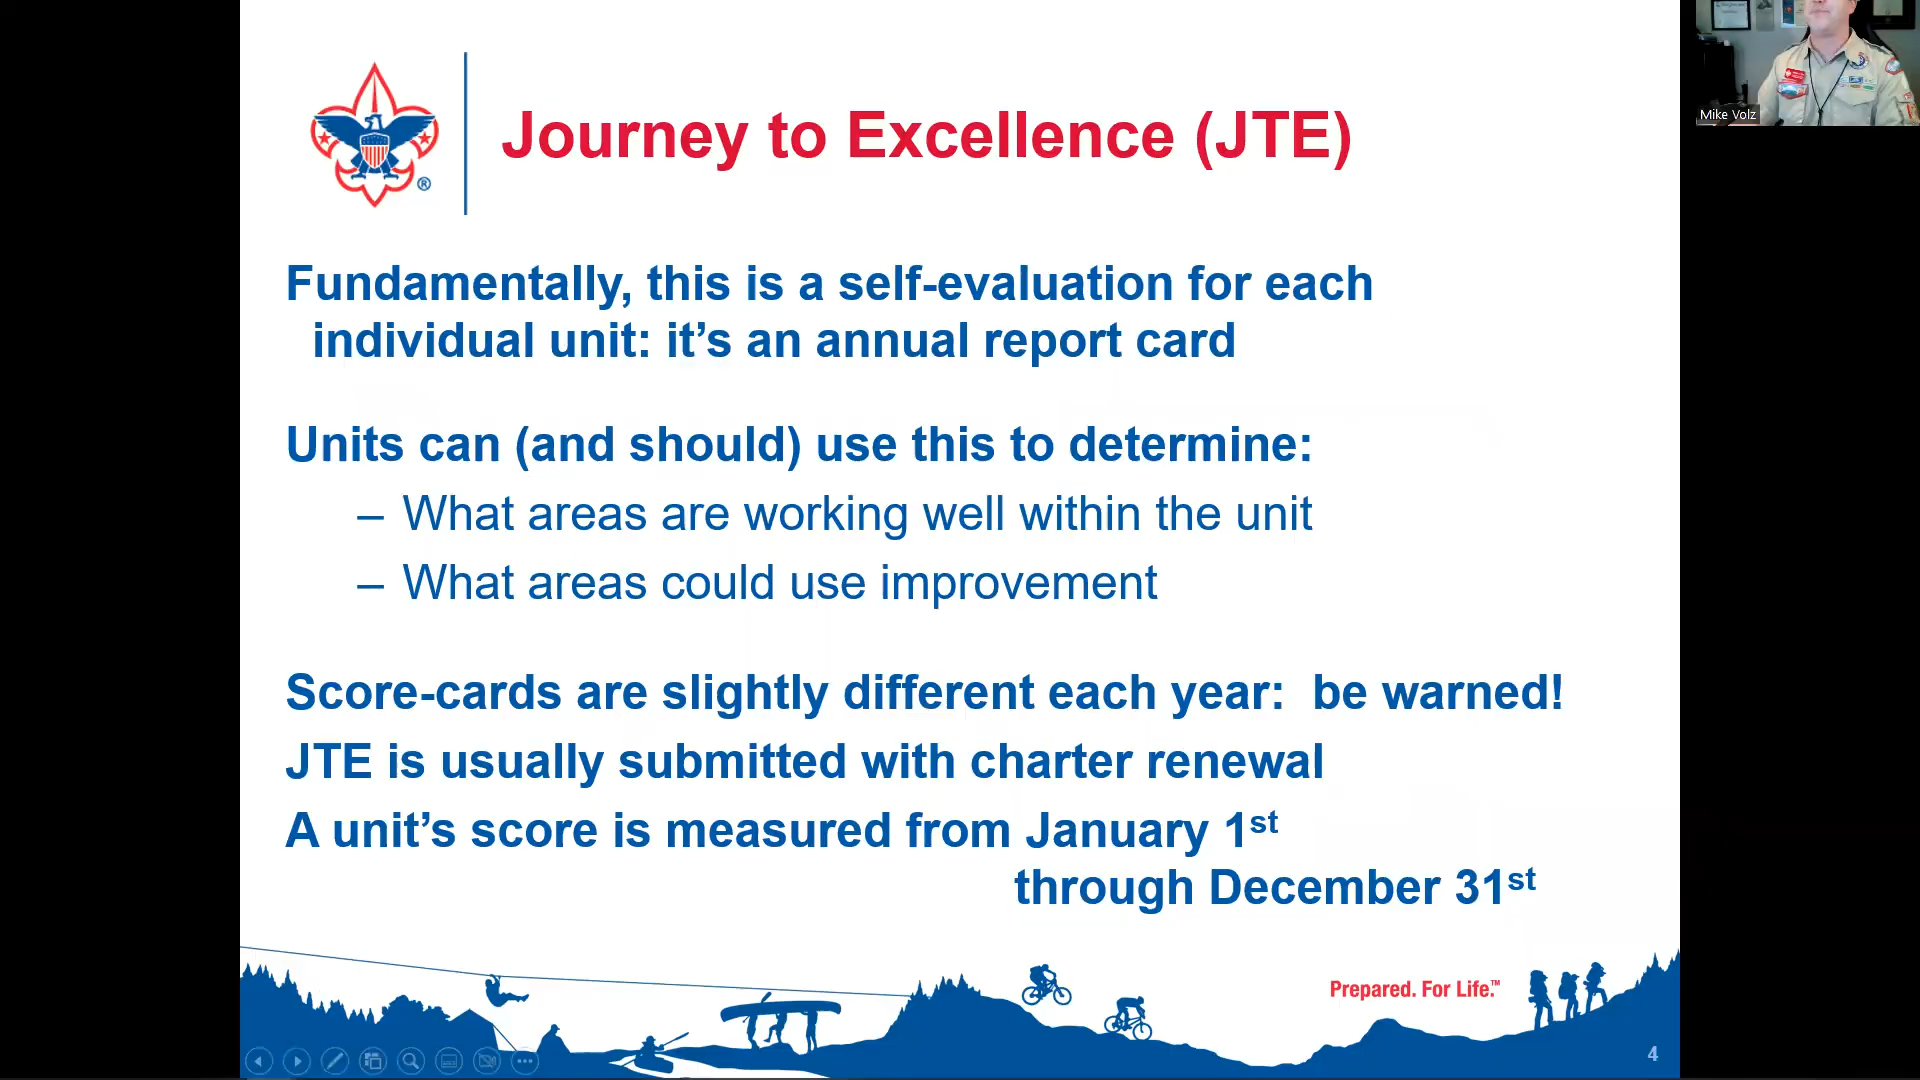 Journey to Excellence (JTE)
Mike Volz
Fundamentally, this is a self-evaluation for each
individual unit: it’s an annual report card
Units can (and should) use this to determine:
– What areas are working well within the unit
– What areas could use improvement
Score-cards are slightly different each year: be warned!
JTE is usually submitted with charter renewal
A unit’s score is measured from January 1st
through December 31st
Prepared. For Life.™
4
®